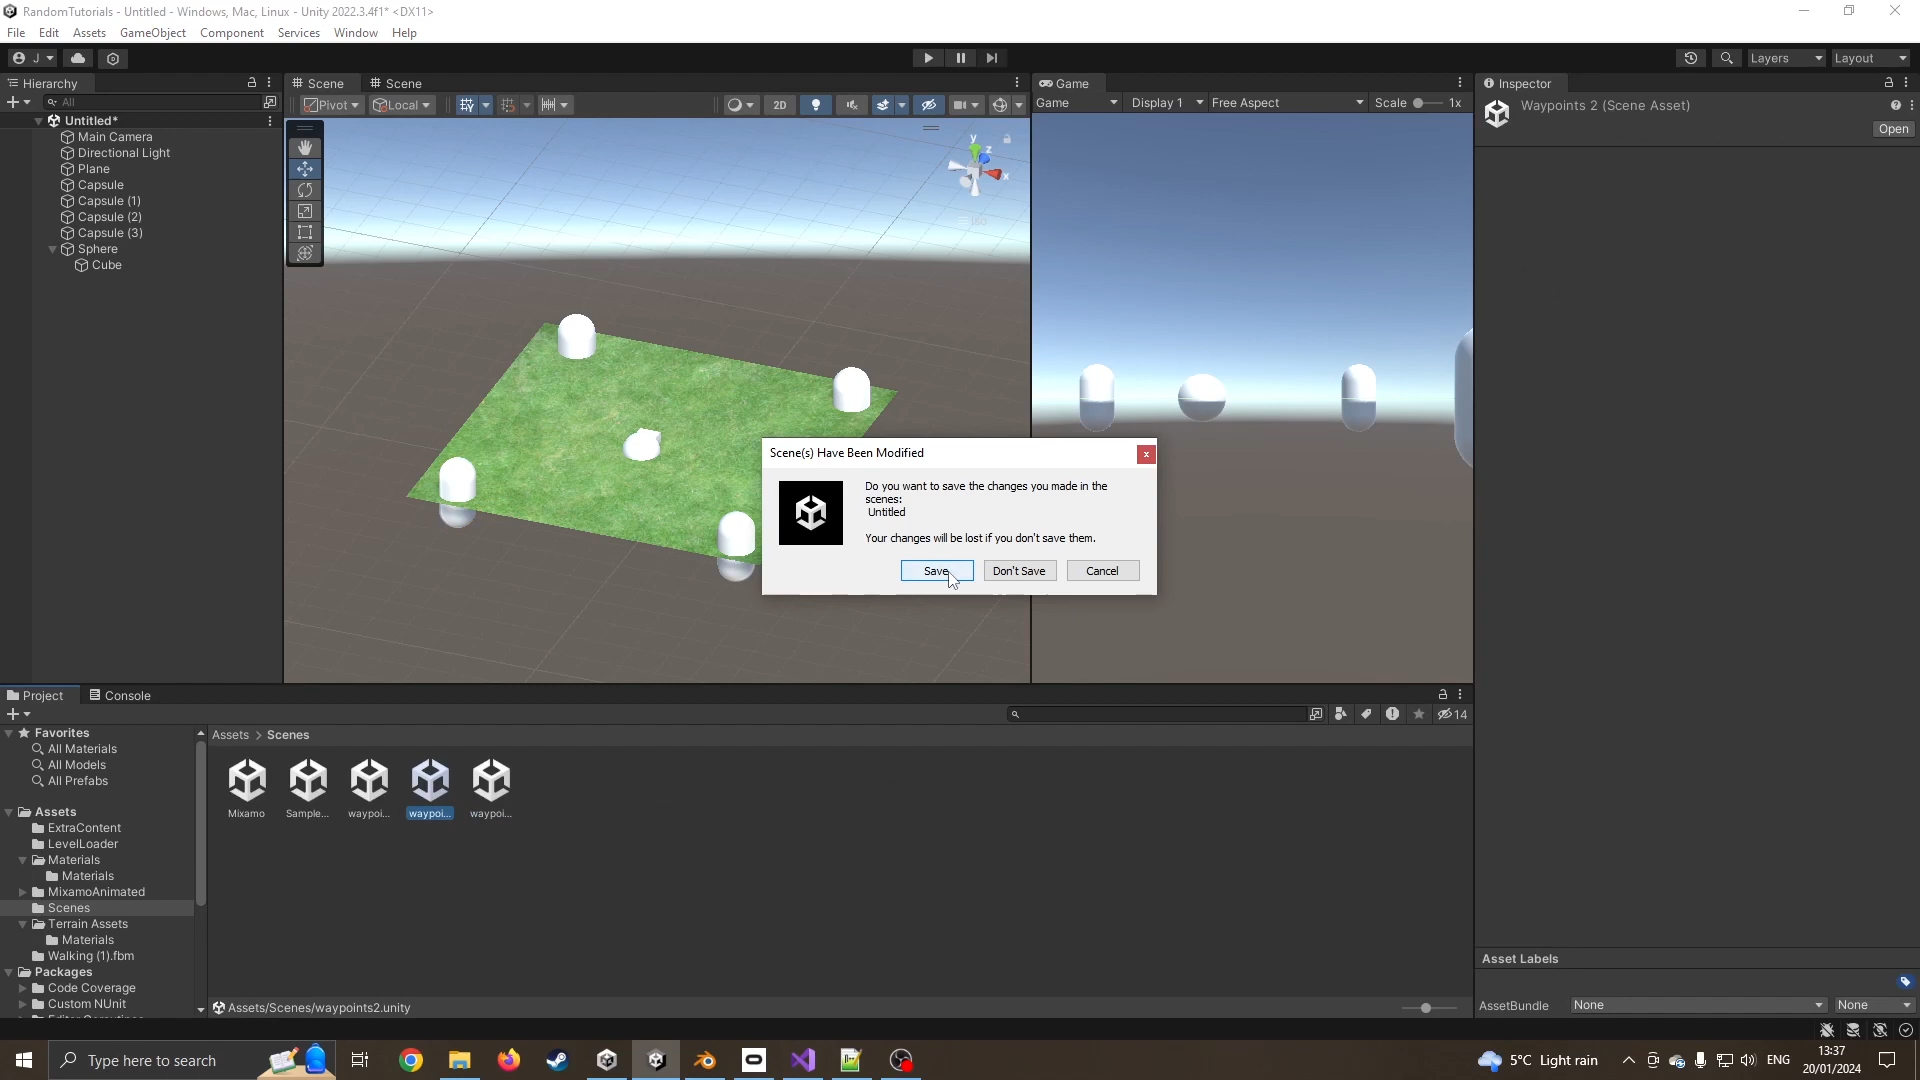 RandomTutorials - Untitled - Windows, Mac, Linux - Unity 2022.3.4f1* <DX11>
File Edit Assets GameObject Component Services Window Help
J
Layers
Layout
Hierarchy
Scene
Scene
Game
Inspector
All
Pivot
Local
2D
Game
Display 1
Free Aspect
Scale
1x
Waypoints 2 (Scene Asset)
Open
Untitled*
Main Camera
Directional Light
Plane
Capsule
Capsule (1)
Capsule (2)
Capsule (3)
Sphere
Cube
y
z
x
Iso
Scene(s) Have Been Modified
x
Do you want to save the changes you made in the
scenes:
Untitled
Your changes will be lost if you don't save them.
Save
Don't Save
Cancel
Project
Console
14
Favorites
All Materials
All Models
All Prefabs
Assets
ExtraContent
LevelLoader
Materials
Materials
MixamoAnimated
Scenes
Terrain Assets
Materials
Walking (1).fbm
Packages
Code Coverage
Custom NUnit
Assets > Scenes
Mixamo
Sample...
waypoi...
waypoi...
waypoi...
Assets/Scenes/waypoints2.unity
Asset Labels
AssetBundle
None
None
Type here to search
5°C Light rain
ENG
13:37
20/01/2024